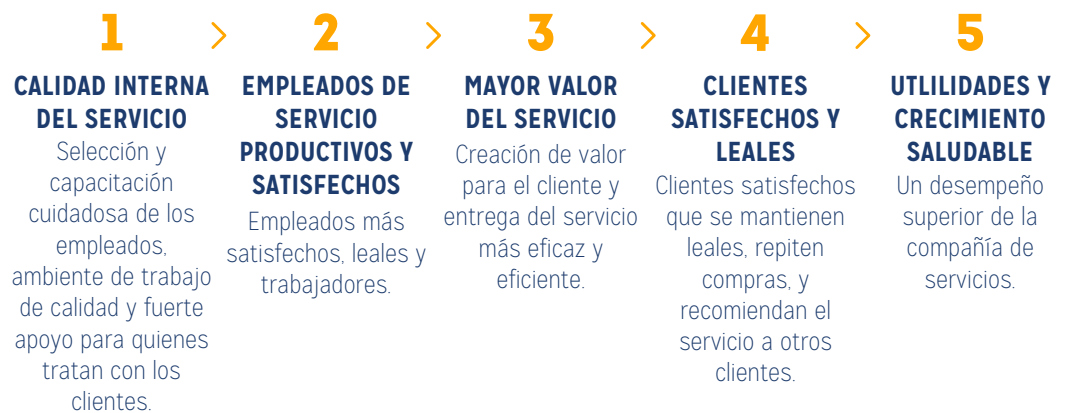 1 > 2 > 3 > 4 > 5
CALIDAD INTERNA
DEL SERVICIO
Selección y
capacitación
cuidadosa de los
empleados,
ambiente de trabajo
de calidad y fuerte
apoyo para quienes
tratan con los
clientes.
EMPLEADOS DE
SERVICIO
PRODUCTIVOS Y
SATISFECHOS
Empleados más
satisfechos, leales y
trabajadores.
MAYOR VALOR
DEL SERVICIO
Creación de valor
para el cliente y
entrega del servicio
más eficaz y
eficiente.
CLIENTES
SATISFECHOS Y
LEALES
Clientes satisfechos
que se mantienen
leales, repiten
compras, y
recomiendan el
servicio a otros
clientes.
UTLILIDADES Y
CRECIMIENTO
SALUDABLE
Un desempeño
superior de la
compañía de
servicios.